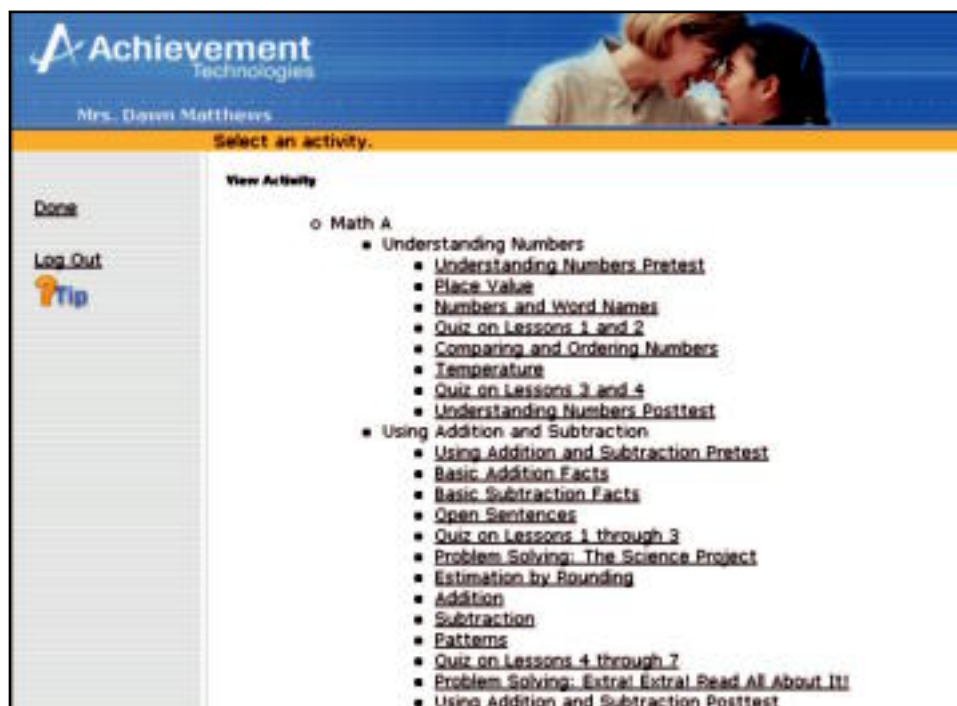 Achievement
Technologies
Mrs. Dawn Matthews
Select an activity.
View Activity
Done
Log Out
?Tip
Math A
Understanding Numbers
Understanding Numbers Pretest
Place Value
Numbers and Word Names
Quiz on Lessons 1 and 2
Comparing and Ordering Numbers
Temperature
Quiz on Lessons 3 and 4
Understanding Numbers Posttest
Using Addition and Subtraction
Using Addition and Subtraction Pretest
Basic Addition Facts
Basic Subtraction Facts
Open Sentences
Quiz on Lessons 1 through 3
Problem Solving: The Science Project
Estimation by Rounding
Addition
Subtraction
Patterns
Quiz on Lessons 4 through 7
Problem Solving: Extra! Extra! Read All About It!
Using Addition and Subtraction Posttest